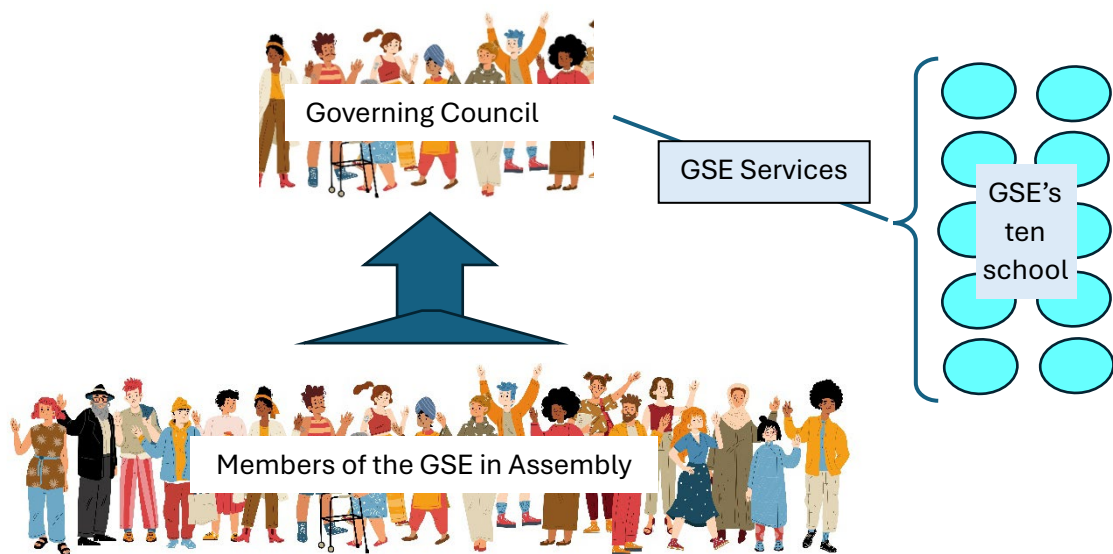 Governing Council
GSE Services
GSE’s
ten
school
Members of the GSE in Assembly